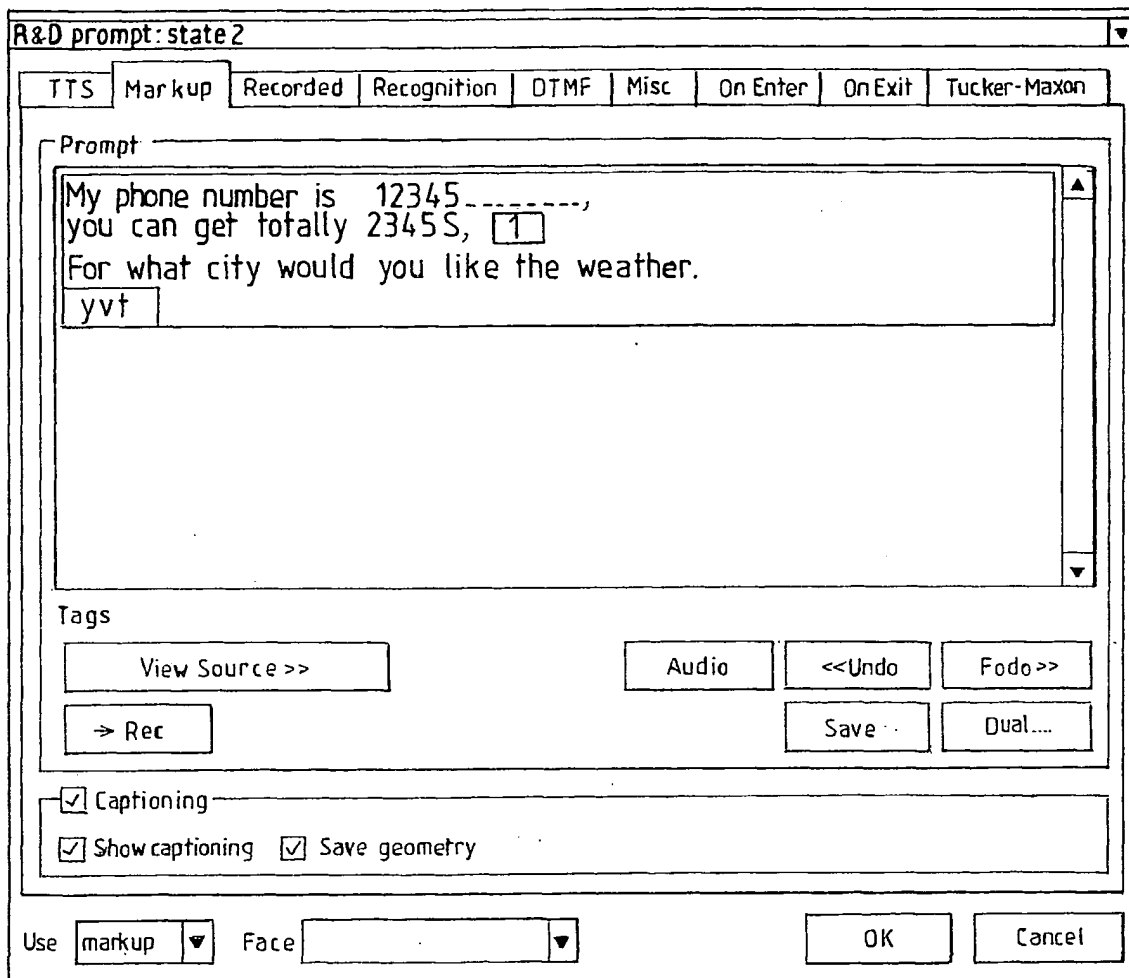 R&D prompt: state 2
TTS Markup Recorded Recognition DTMF Misc On Enter On Exit Tucker-Maxon
Prompt
My phone number is 12345--------,
you can get totally 2345S, 1
For what city would you like the weather.
yvt
Tags
View Source >> Audio <<Undo Fodo >>
→ Rec Save Dual....
Captioning
Show captioning Save geometry
Use markup Face OK Cancel